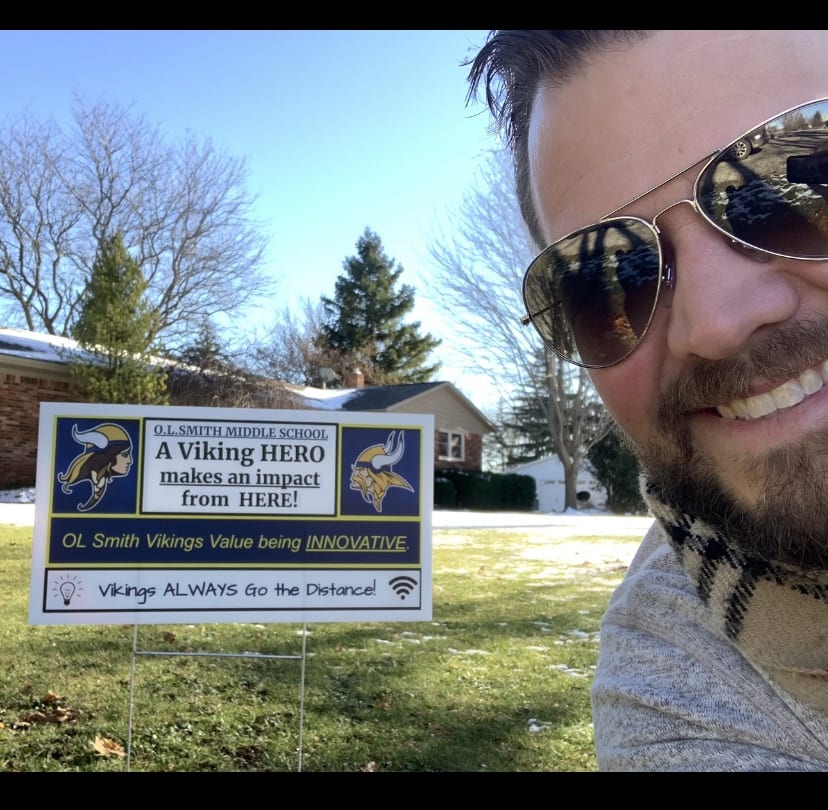 O.L.SMITH MIDDLE SCHOOL
A Viking HERO
makes an impact
from HERE!
OL Smith Vikings Value being INNOVATIVE.
Vikings ALWAYS Go the Distance!